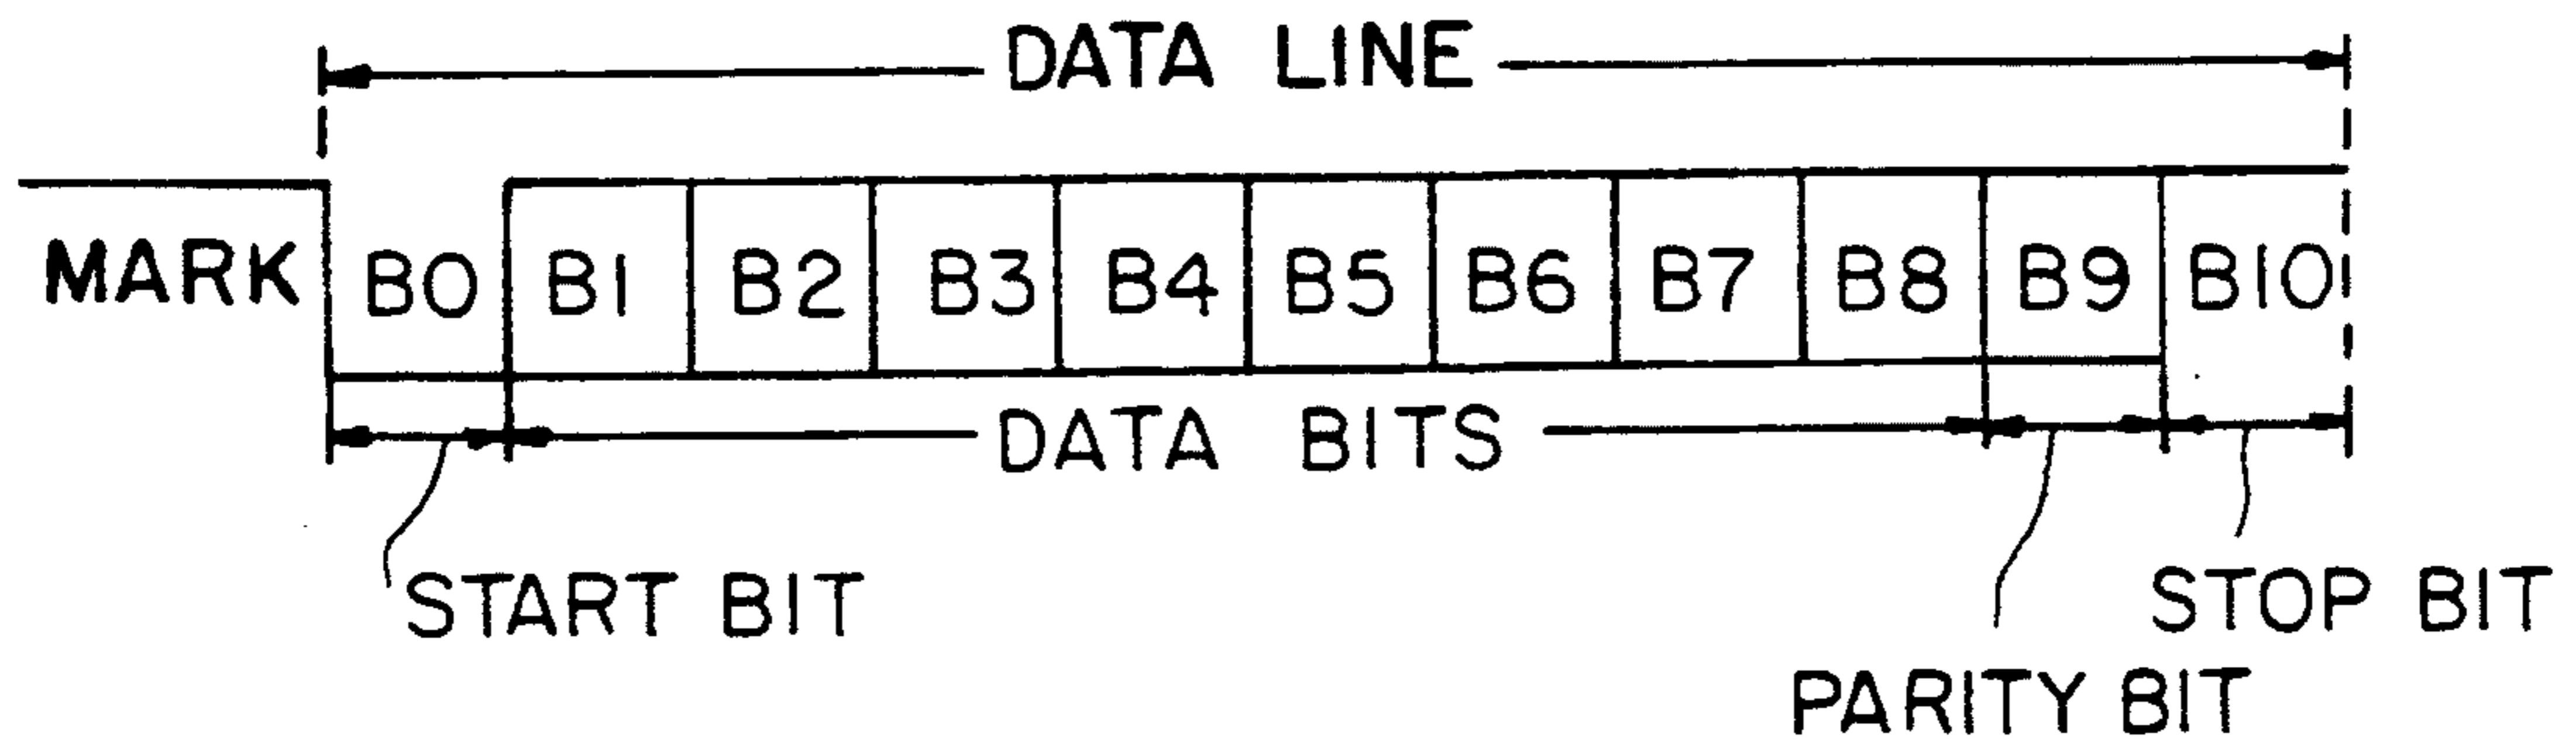 DATA LINE
MARK B0 B1 B2 B3 B4 B5 B6 B7 B8 B9 B10
DATA BITS
START BIT
STOP BIT
PARITY BIT